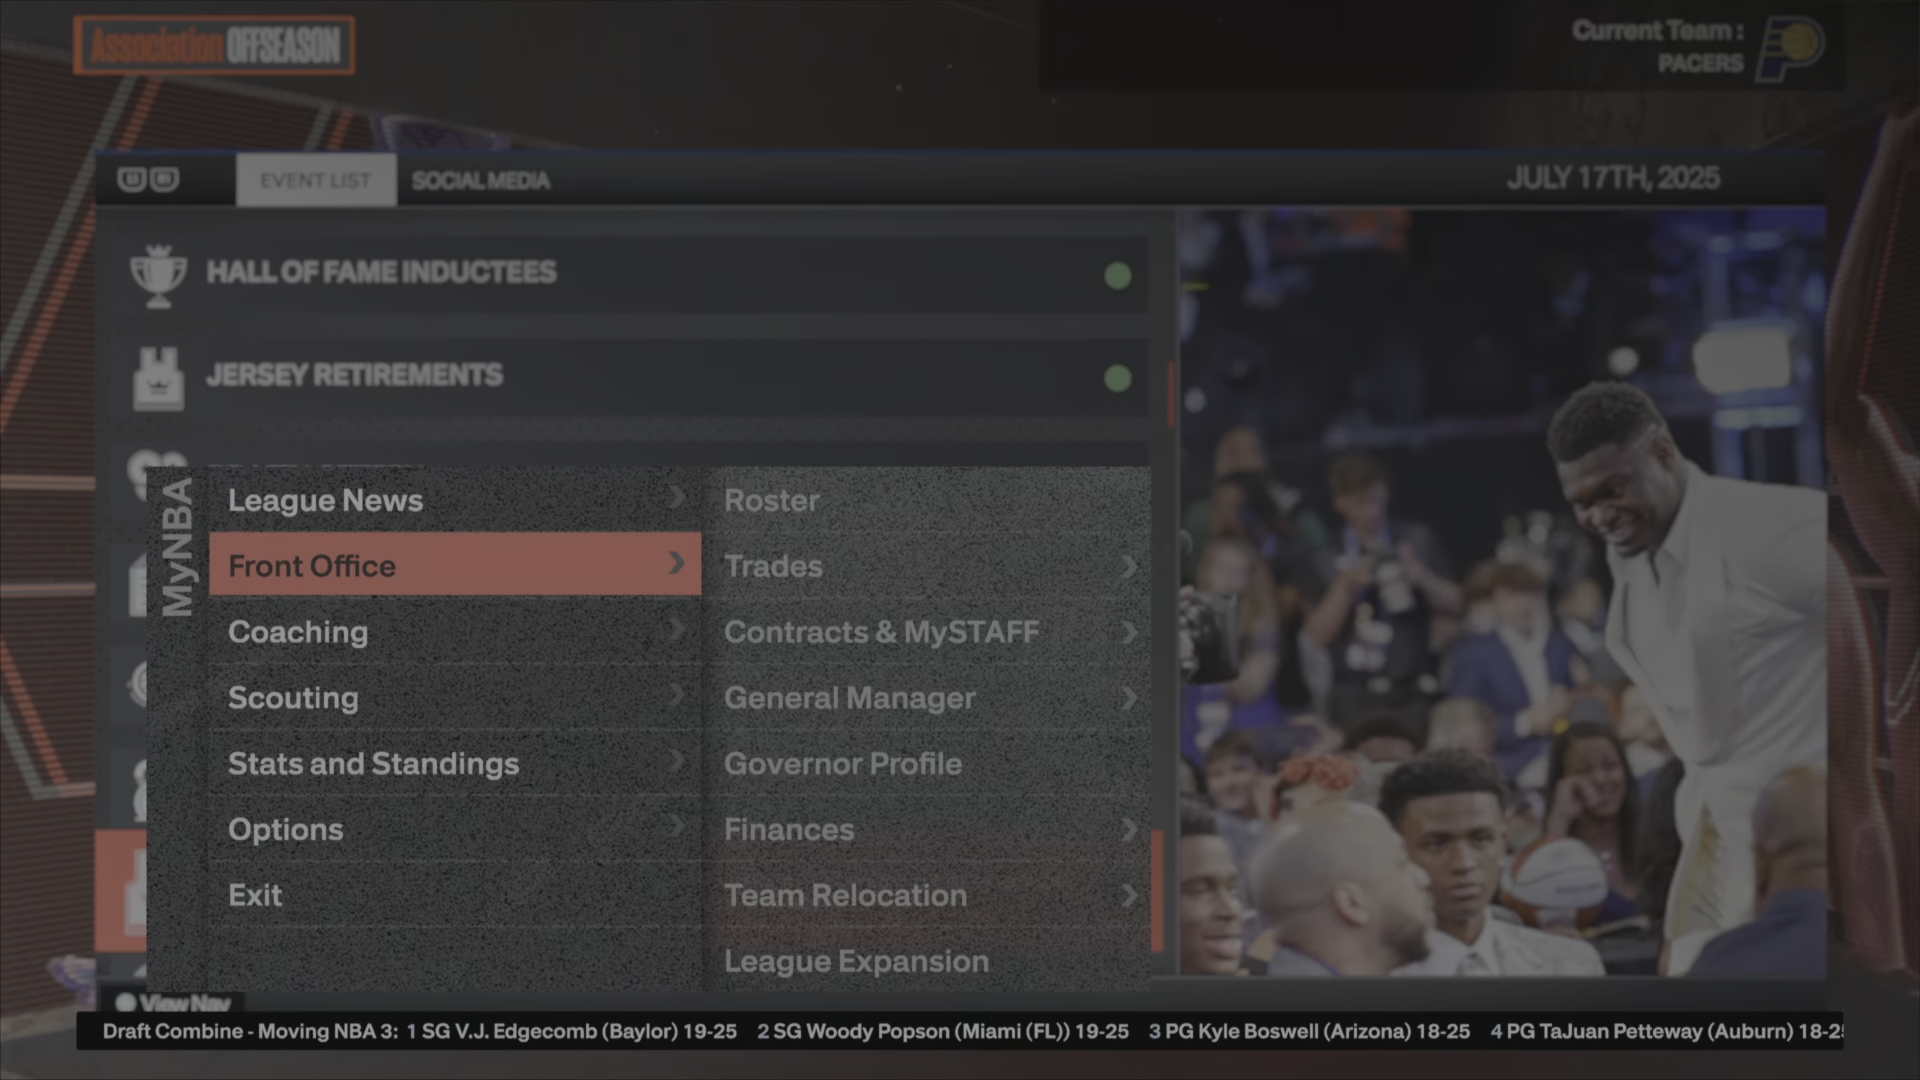 Association OFFSEASON
Current Team :
PACERS
EVENT LIST
SOCIAL MEDIA
JULY 17TH, 2025
HALL OF FAME INDUCTEES
JERSEY RETIREMENTS
MyNBA
League News
Front Office
Coaching
Scouting
Stats and Standings
Options
Exit
Roster
Trades
Contracts & MySTAFF
General Manager
Governor Profile
Finances
Team Relocation
League Expansion
View Nav
Draft Combine - Moving NBA 3: 1 SG V.J. Edgecomb (Baylor) 19-25 2 SG Woody Popson (Miami (FL)) 19-25 3 PG Kyle Boswell (Arizona) 18-25 4 PG TaJuan Petteway (Auburn) 18-2